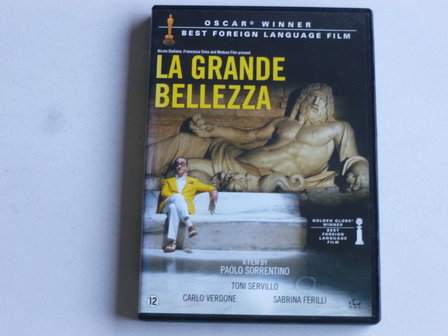 OSCAR® WINNER
BEST FOREIGN LANGUAGE FILM
Nicola Giuliano, Francesca Cima and Medusa Film present
LA GRANDE
BELLEZZA
GOLDEN GLOBE®
WINNER
BEST
FOREIGN
LANGUAGE
FILM
A FILM BY
PAOLO SORRENTINO
TONI SERVILLO
CARLO VERDONE SABRINA FERILLI
12